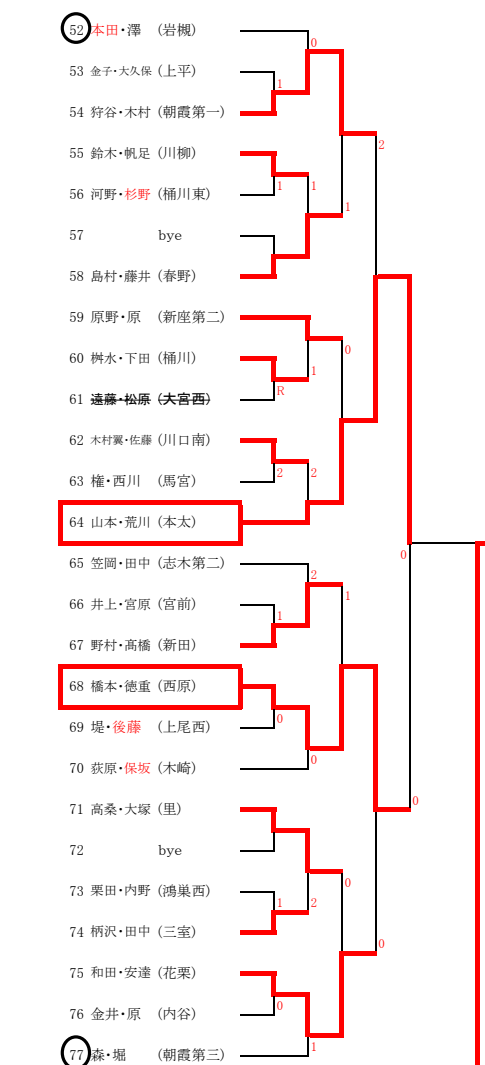 52 本田・澤 (岩槻)
0
53 金子・大久保 (上平)
1
54 狩谷・木村 (朝霞第一)
2
55 鈴木・帆足 (川柳)
1 1
56 河野・杉野 (桶川東)
1
57 bye
58 島村・藤井 (春野)
59 原野・原 (新座第二)
0
60 桝水・下田 (桶川)
1
R
61 遠藤・松原 (大宮西)
62 木村翼・佐藤 (川口南)
2 2
63 権・西川 (馬宮)
64 山本・荒川 (本太)
0
65 笠岡・田中 (志木第二)
2
1
66 井上・宮原 (宮前)
1
67 野村・髙橋 (新田)
68 橋本・徳重 (西原)
0
69 堤・後藤 (上尾西)
0
70 荻原・保坂 (木崎)
0
71 高桑・大塚 (里)
72 bye
0
73 栗田・内野 (鴻巣西)
1 2
74 柄沢・田中 (三室)
0
75 和田・安達 (花栗)
0
76 金井・原 (内谷)
1
77 森・堀 (朝霞第三)